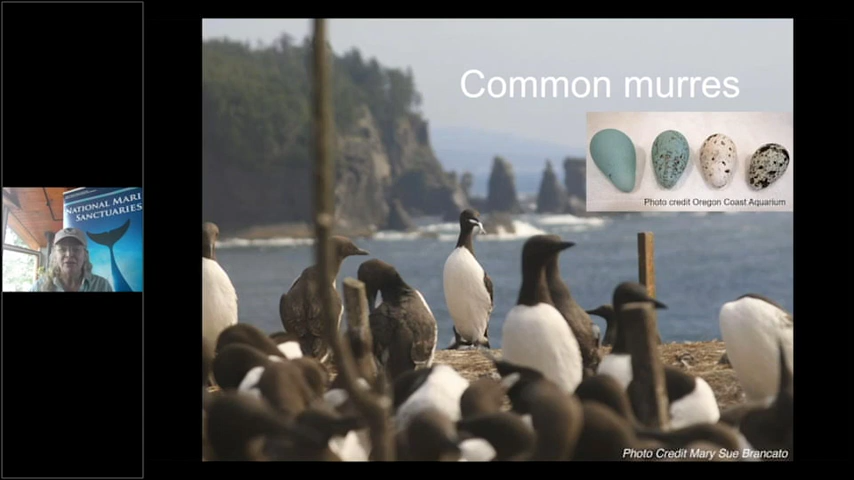 Common murres
Photo credit Oregon Coast Aquarium
NATIONAL MARI
SANCTUARIES
Photo Credit Mary Sue Brancato